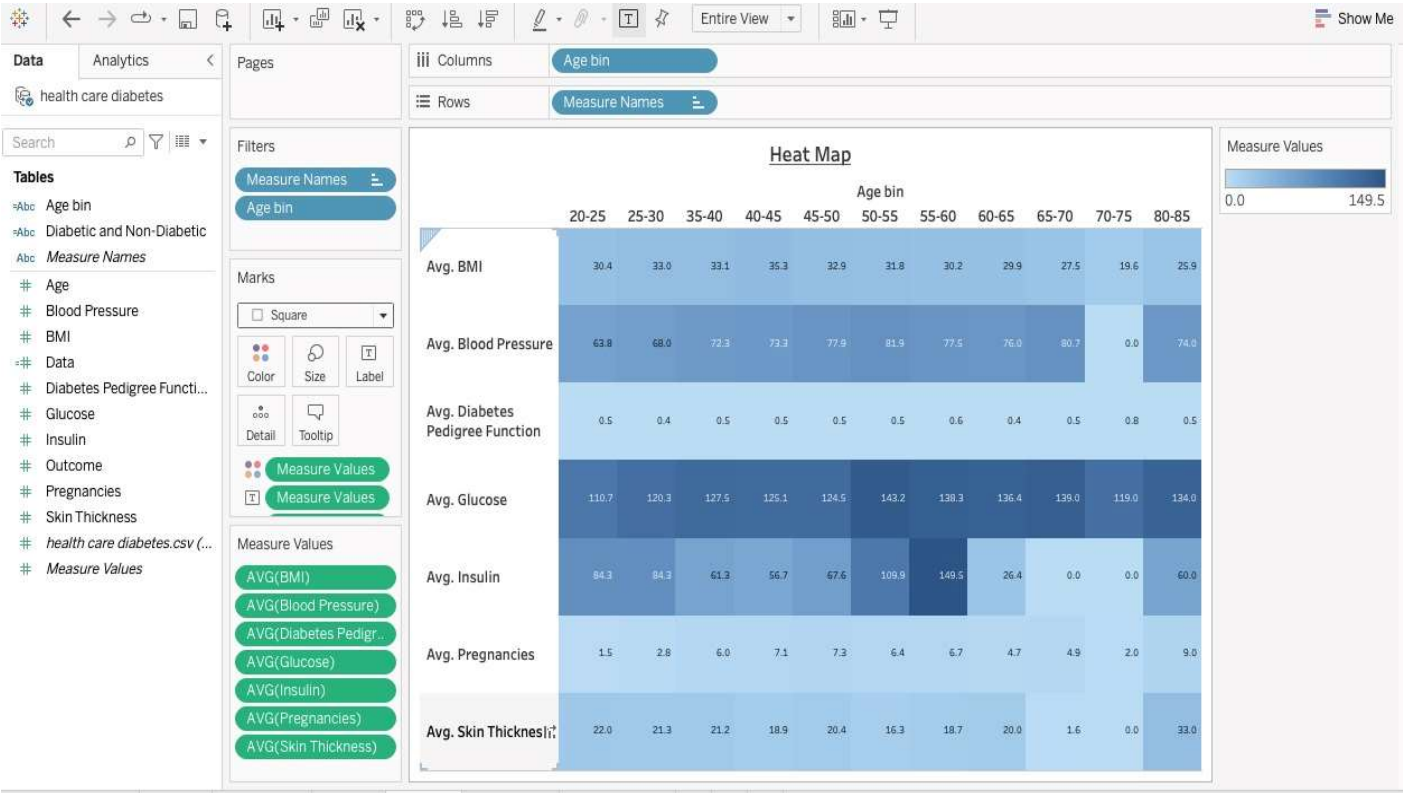 Entire View
Show Me
Data Analytics
health care diabetes
Search
Tables
Abc Age bin
Abc Diabetic and Non-Diabetic
Abc Measure Names
Age
Blood Pressure
BMI
Data
Diabetes Pedigree Functi...
Glucose
Insulin
Outcome
Pregnancies
Skin Thickness
health care diabetes.csv (...
Measure Values
Pages
Filters
Measure Names
Age bin
Marks
Square
Color Size Label
Detail Tooltip
Measure Values
Measure Values
Measure Values
AVG(BMI)
AVG(Blood Pressure)
AVG(Diabetes Pedigr..
AVG(Glucose)
AVG(Insulin)
AVG(Pregnancies)
AVG(Skin Thickness)
Columns Age bin
Rows Measure Names
Heat Map
Age bin
20-25 25-30 35-40 40-45 45-50 50-55 55-60 60-65 65-70 70-75 80-85
Avg. BMI 30.4 33.0 33.1 35.3 32.9 31.8 30.2 29.9 27.5 19.6 25.9
Avg. Blood Pressure 63.8 68.0 72.3 73.3 77.9 81.9 77.5 76.0 80.7 0.0 74.0
Avg. Diabetes
Pedigree Function 0.5 0.4 0.5 0.5 0.5 0.5 0.6 0.4 0.5 0.8 0.5
Avg. Glucose 110.7 120.3 127.5 125.1 124.5 143.2 138.3 136.4 139.0 119.0 134.0
Avg. Insulin 84.3 84.3 61.3 56.7 67.6 109.9 149.5 26.4 0.0 0.0 60.0
Avg. Pregnancies 1.5 2.8 6.0 7.1 7.3 6.4 6.7 4.7 4.9 2.0 9.0
Avg. Skin Thicknes 22.0 21.3 21.2 18.9 20.4 16.3 18.7 20.0 1.6 0.0 33.0
Measure Values
0.0 149.5